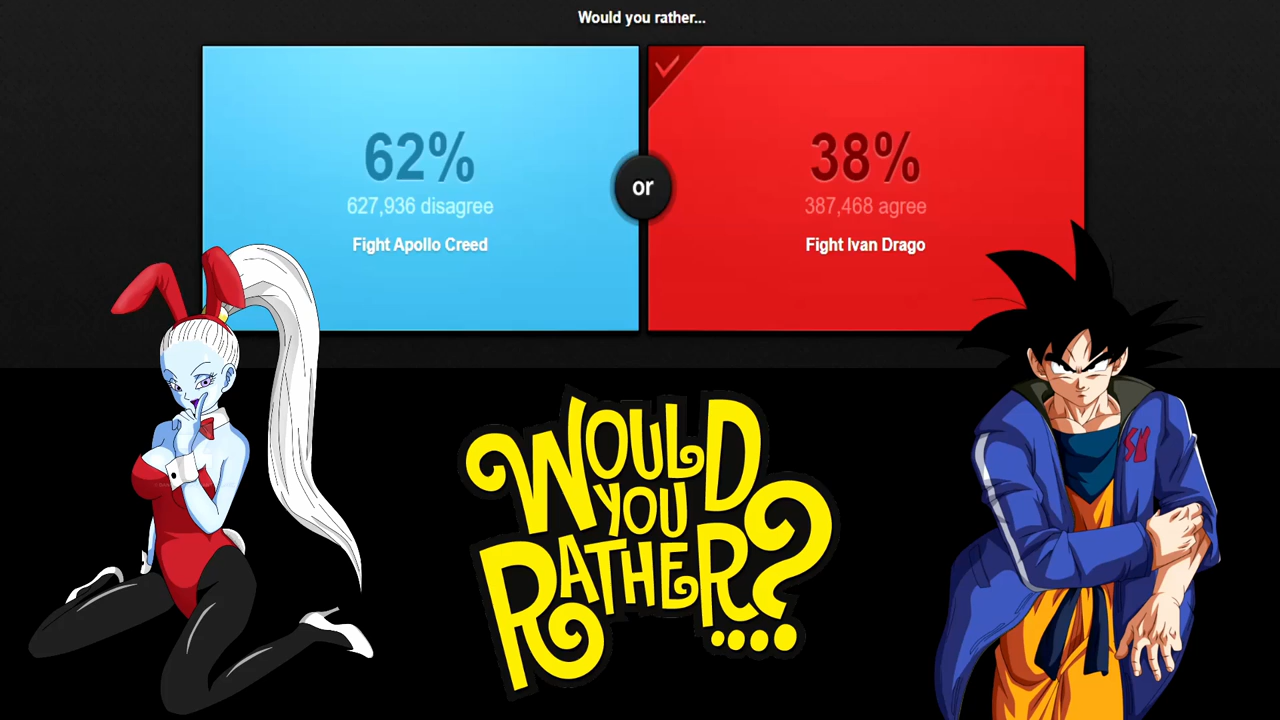 Would you rather...
62%
627,936 disagree
Fight Apollo Creed
or
38%
387,468 agree
Fight Ivan Drago
WOULD
YOU
RATHER....?